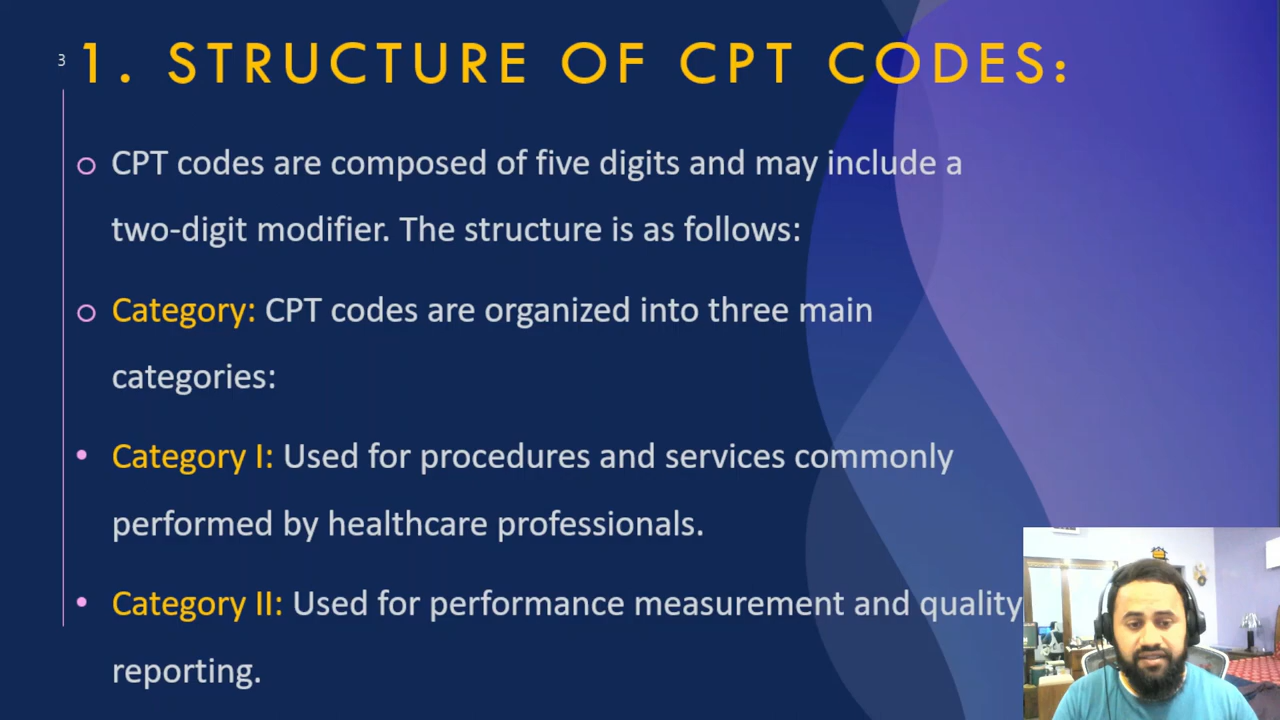 3
1. STRUCTURE OF CPT CODES:
CPT codes are composed of five digits and may include a
two-digit modifier. The structure is as follows:
Category: CPT codes are organized into three main
categories:
Category I: Used for procedures and services commonly
performed by healthcare professionals.
Category II: Used for performance measurement and quality
reporting.